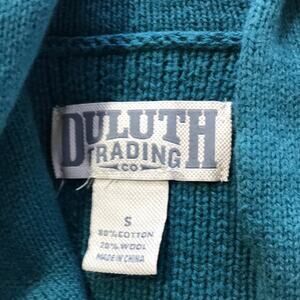 DULUTH
TRADING
CO
S
80% COTTON
20% WOOL
MADE IN CHINA